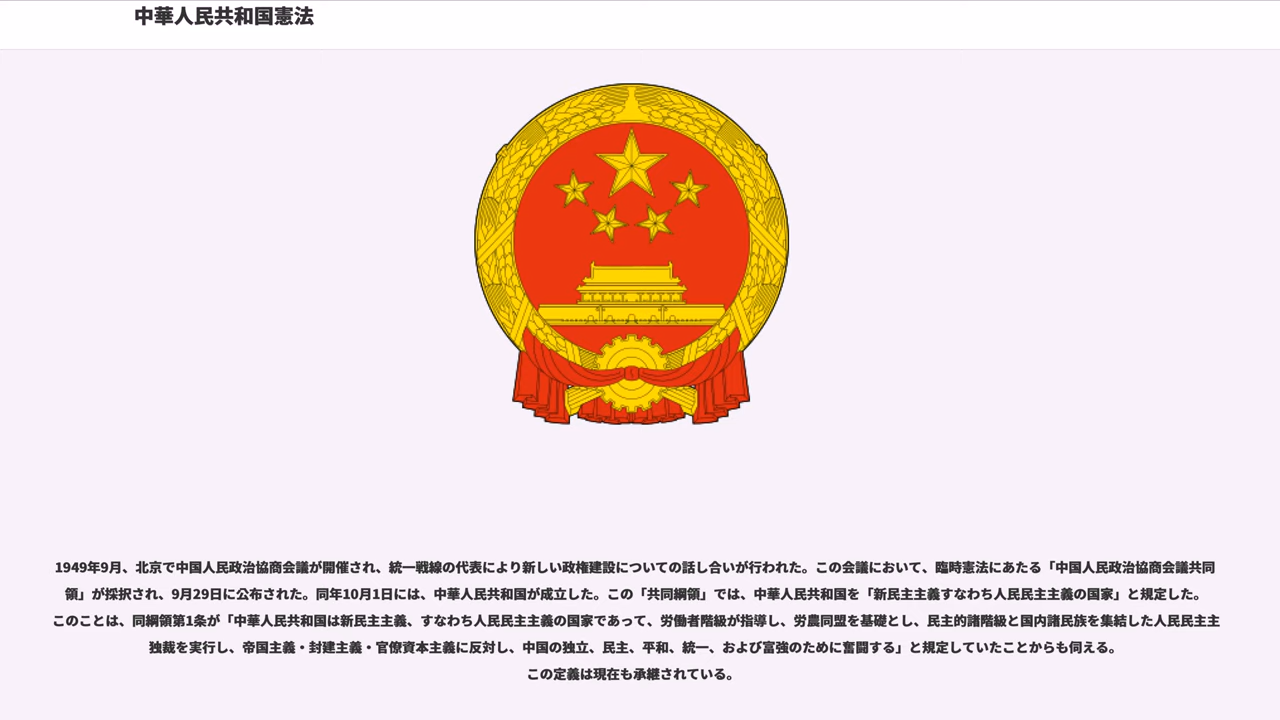 中華人民共和国憲法
1949年9月、北京で中国人民政治協商会議が開催され、統一戦線の代表により新しい政権建設についての話し合いが行われた。この会議において、臨時憲法にあたる「中国人民政治協商会議共同
領」が採択され、9月29日に公布された。同年10月1日には、中華人民共和国が成立した。この「共同綱領」では、中華人民共和国を「新民主主義すなわち人民民主主義の国家」と規定した。
このことは、同綱領第1条が「中華人民共和国は新民主主義、すなわち人民民主主義の国家であって、労働者階級が指導し、労農同盟を基礎とし、民主的諸階級と国内諸民族を集結した人民民主主
独裁を実行し、帝国主義・封建主義・官僚資本主義に反対し、中国の独立、民主、平和、統一、および富強のために奮闘する」と規定していたことからも伺える。
この定義は現在も承継されている。